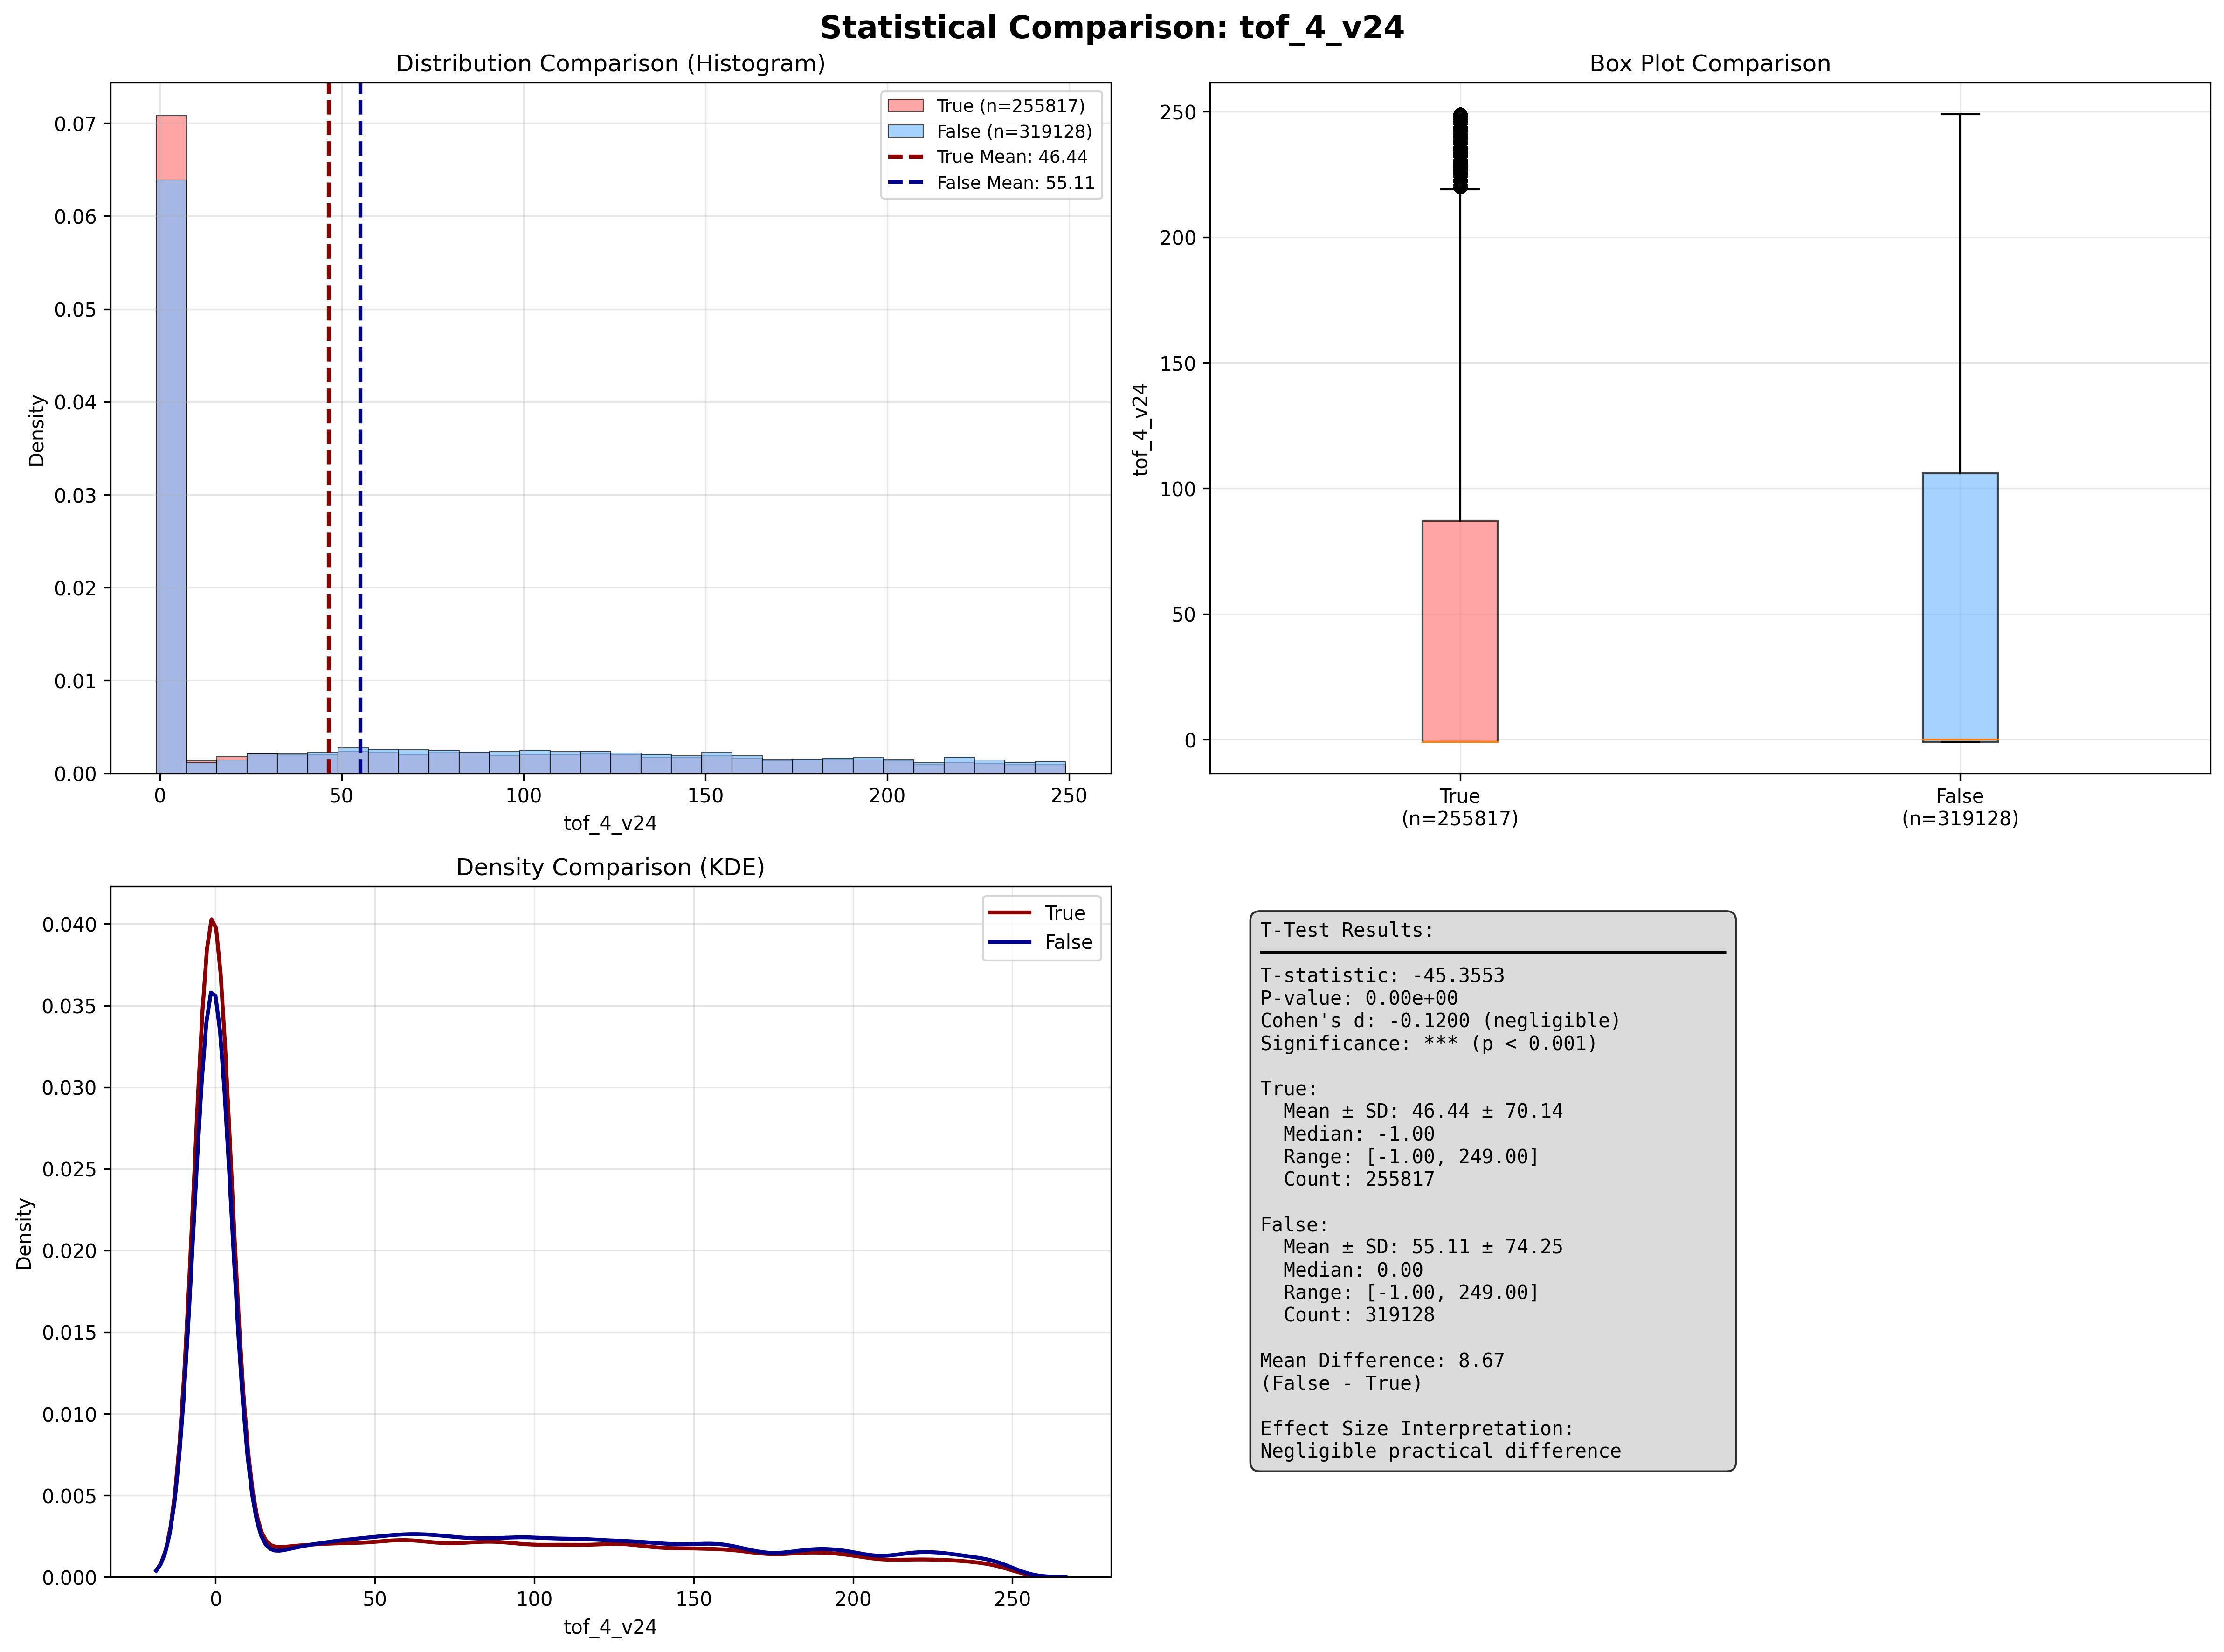 Statistical Comparison: tof_4_v24
Distribution Comparison (Histogram)
Density
0.07
0.06
0.05
0.04
0.03
0.02
0.01
0.00
0
50
100
150
200
250
tof_4_v24
True (n=255817)
False (n=319128)
True Mean: 46.44
False Mean: 55.11
Box Plot Comparison
tof_4_v24
250
200
150
100
50
0
True
(n=255817)
False
(n=319128)
Density Comparison (KDE)
Density
0.040
0.035
0.030
0.025
0.020
0.015
0.010
0.005
0.000
0
50
100
150
200
250
tof_4_v24
True
False
T-Test Results:
T-statistic: -45.3553
P-value: 0.00e+00
Cohen's d: -0.1200 (negligible)
Significance: *** (p < 0.001)
True:
Mean ± SD: 46.44 ± 70.14
Median: -1.00
Range: [-1.00, 249.00]
Count: 255817
False:
Mean ± SD: 55.11 ± 74.25
Median: 0.00
Range: [-1.00, 249.00]
Count: 319128
Mean Difference: 8.67
(False - True)
Effect Size Interpretation:
Negligible practical difference